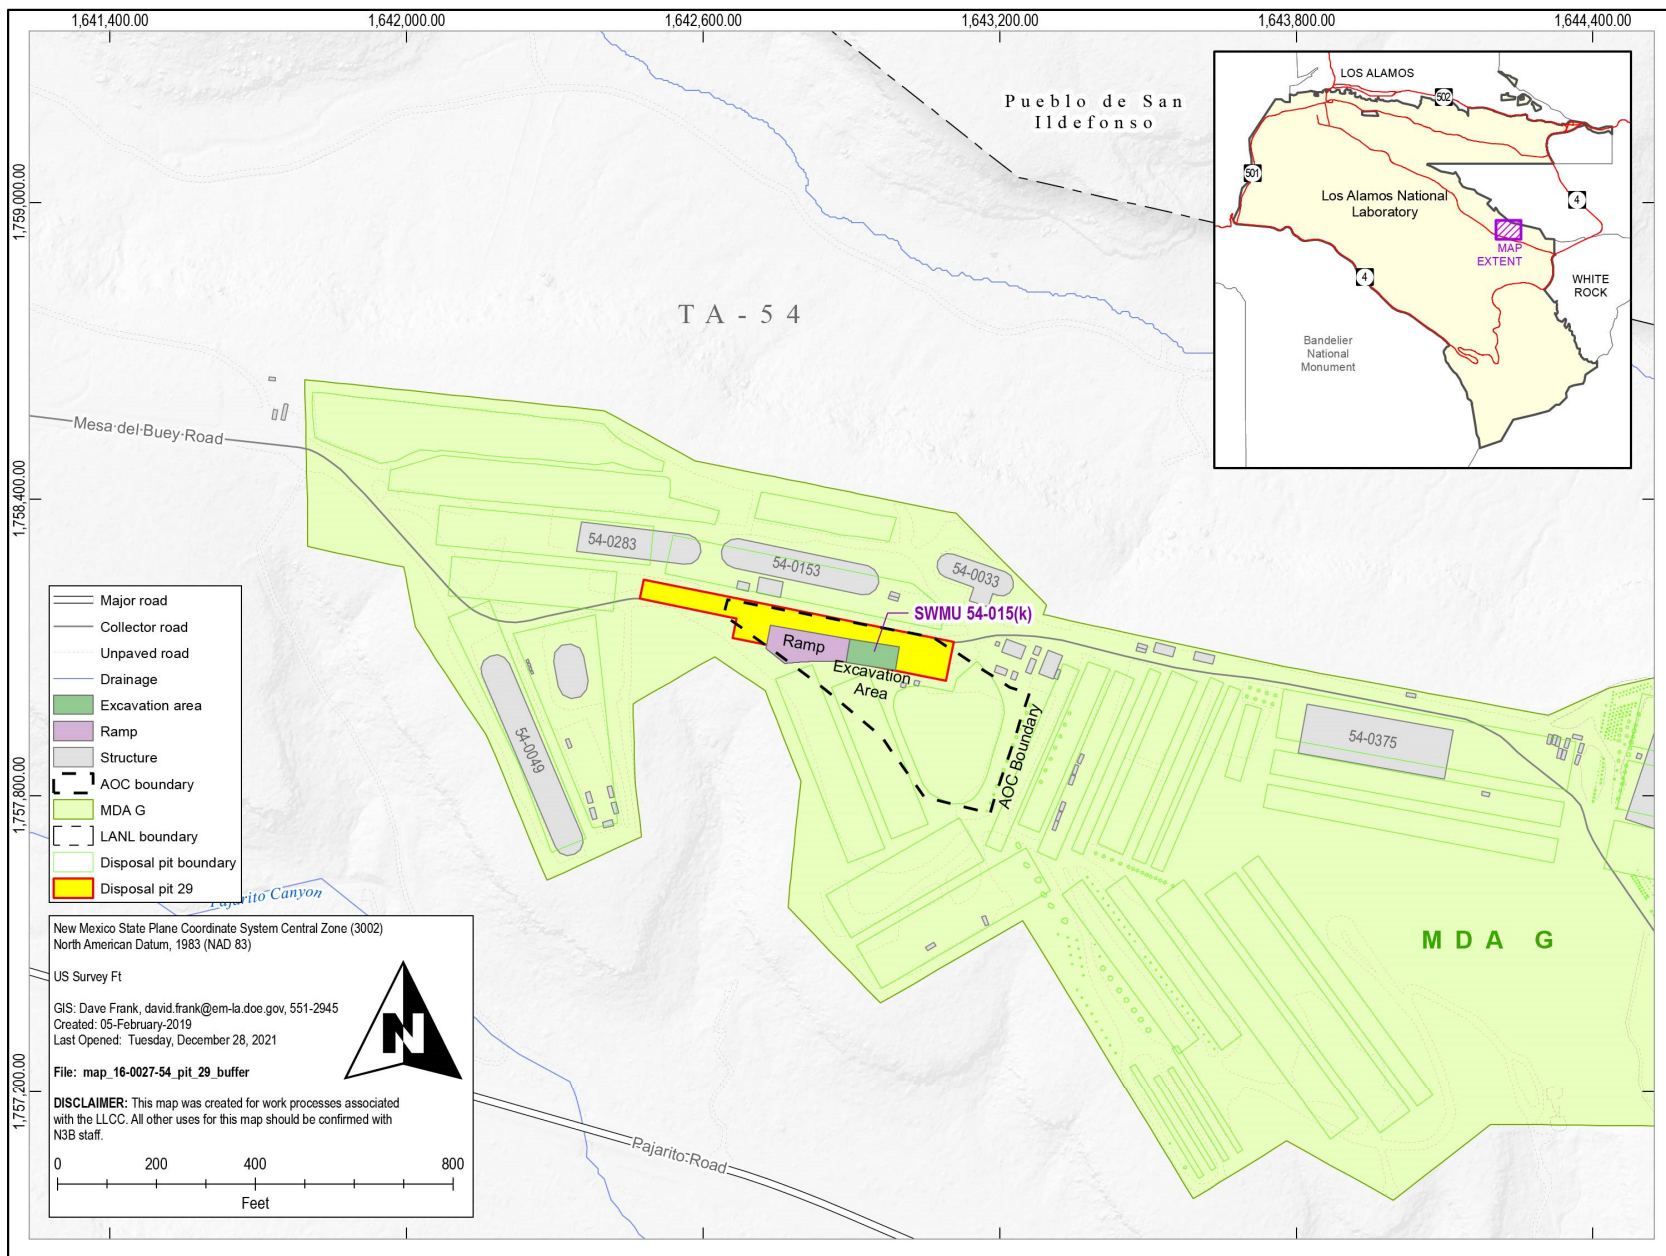 1,641,400.00
1,642,000.00
1,642,600.00
1,643,200.00
1,643,800.00
1,644,400.00
1,759,000.00
1,758,400.00
1,757,800.00
1,757,200.00
LOS ALAMOS
502
501
Los Alamos National
Laboratory
4
MAP
EXTENT
WHITE
ROCK
4
Bandelier
National
Monument
Pueblo de San
Ildefonso
TA-54
Mesa del Buey Road
54-0283
54-0153
54-0033
SWMU 54-015(k)
Ramp
Excavation
Area
AOC Boundary
54-0049
54-0375
MDA G
Pajarito Canyon
Pajarito Road
Major road
Collector road
Unpaved road
Drainage
Excavation area
Ramp
Structure
AOC boundary
MDA G
LANL boundary
Disposal pit boundary
Disposal pit 29
New Mexico State Plane Coordinate System Central Zone (3002)
North American Datum, 1983 (NAD 83)
US Survey Ft
GIS: Dave Frank, david.frank@em-la.doe.gov, 551-2945
Created: 05-February-2019
Last Opened: Tuesday, December 28, 2021
N
File: map_16-0027-54_pit_29_buffer
DISCLAIMER: This map was created for work processes associated
with the LLCC. All other uses for this map should be confirmed with
N3B staff.
0 200 400 800
Feet